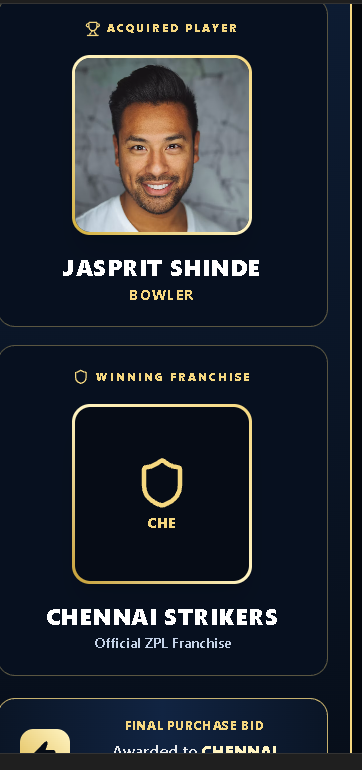 ACQUIRED PLAYER
JASPRIT SHINDE
BOWLER
WINNING FRANCHISE
CHE
CHENNAI STRIKERS
Official ZPL Franchise
FINAL PURCHASE BID
Awarded to CHENNAI